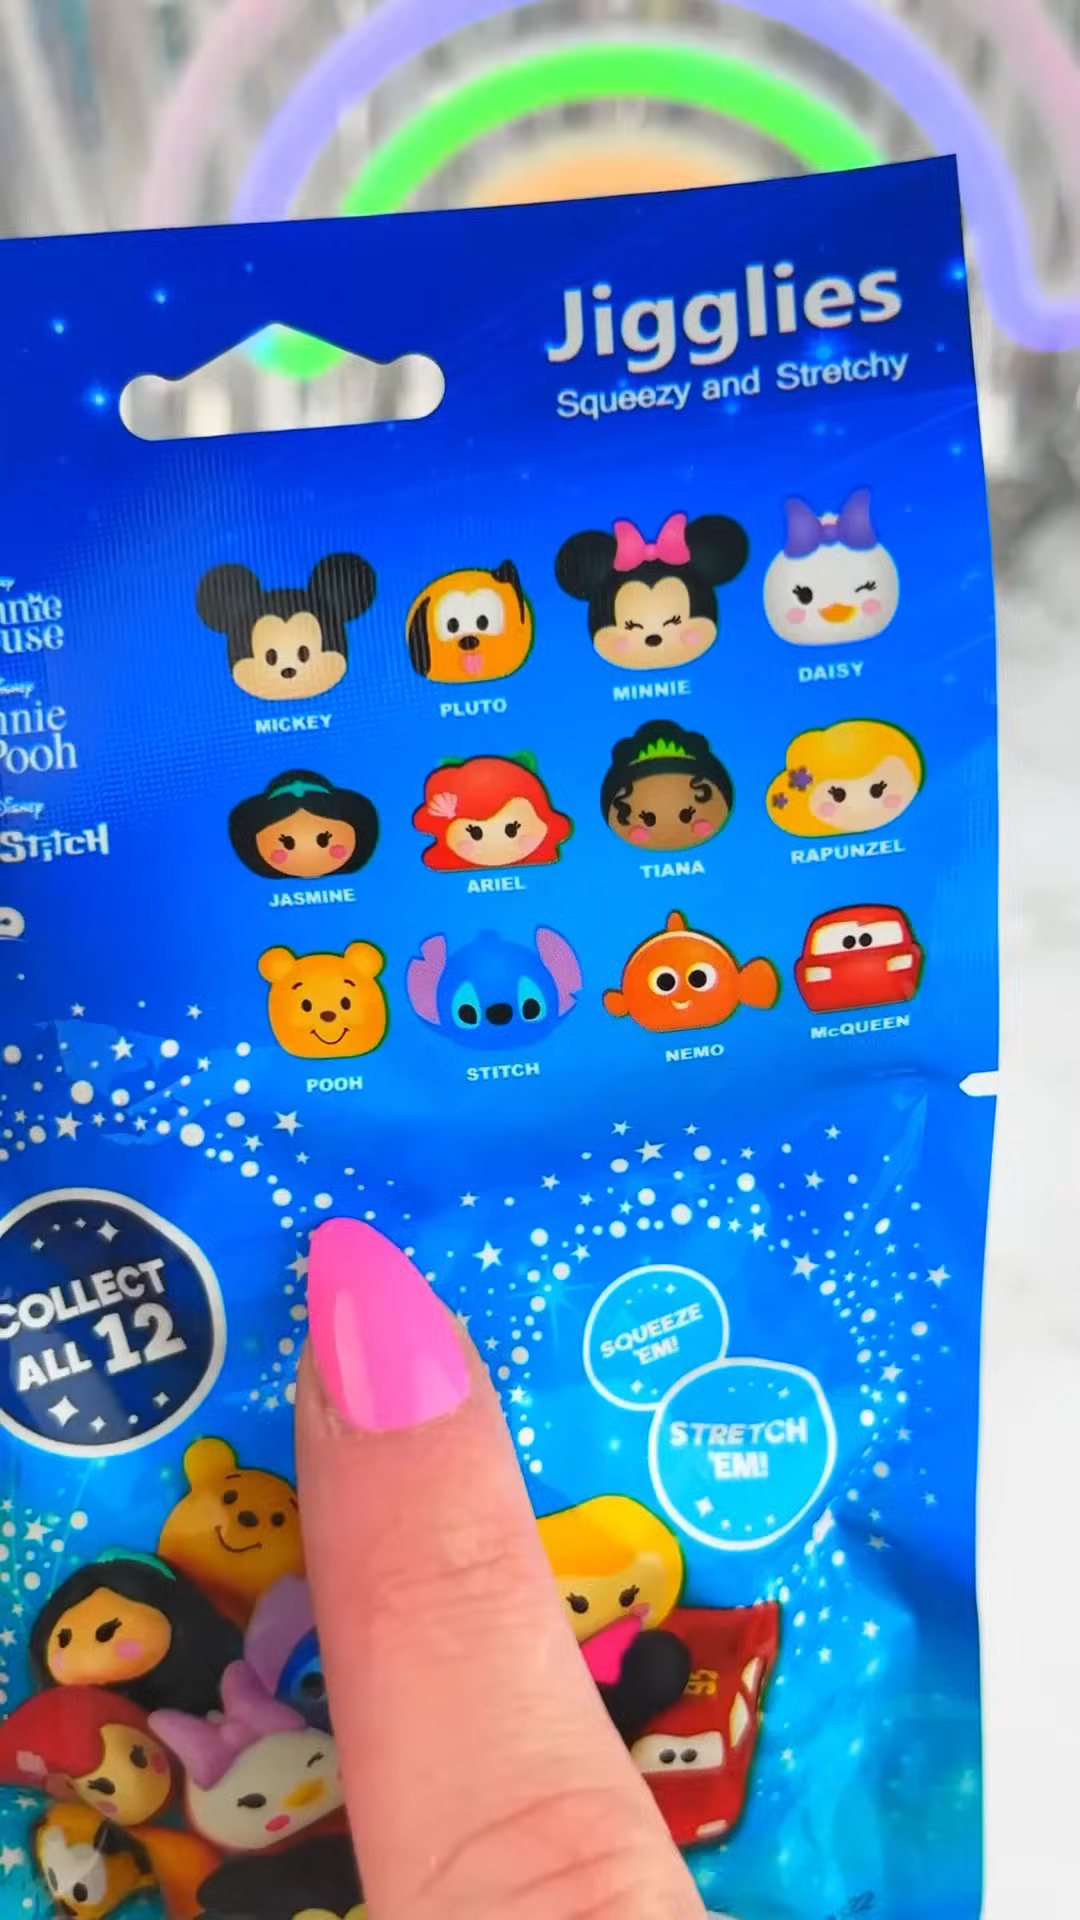 Jigglies
Squeezy and Stretchy
MICKEY
PLUTO
MINNIE
DAISY
JASMINE
ARIEL
TIANA
RAPUNZEL
POOH
STITCH
NEMO
McQUEEN
nnie
Pooh
STiTCH
COLLECT
ALL 12
SQUEEZE
'EM!
STRETCH
'EM!